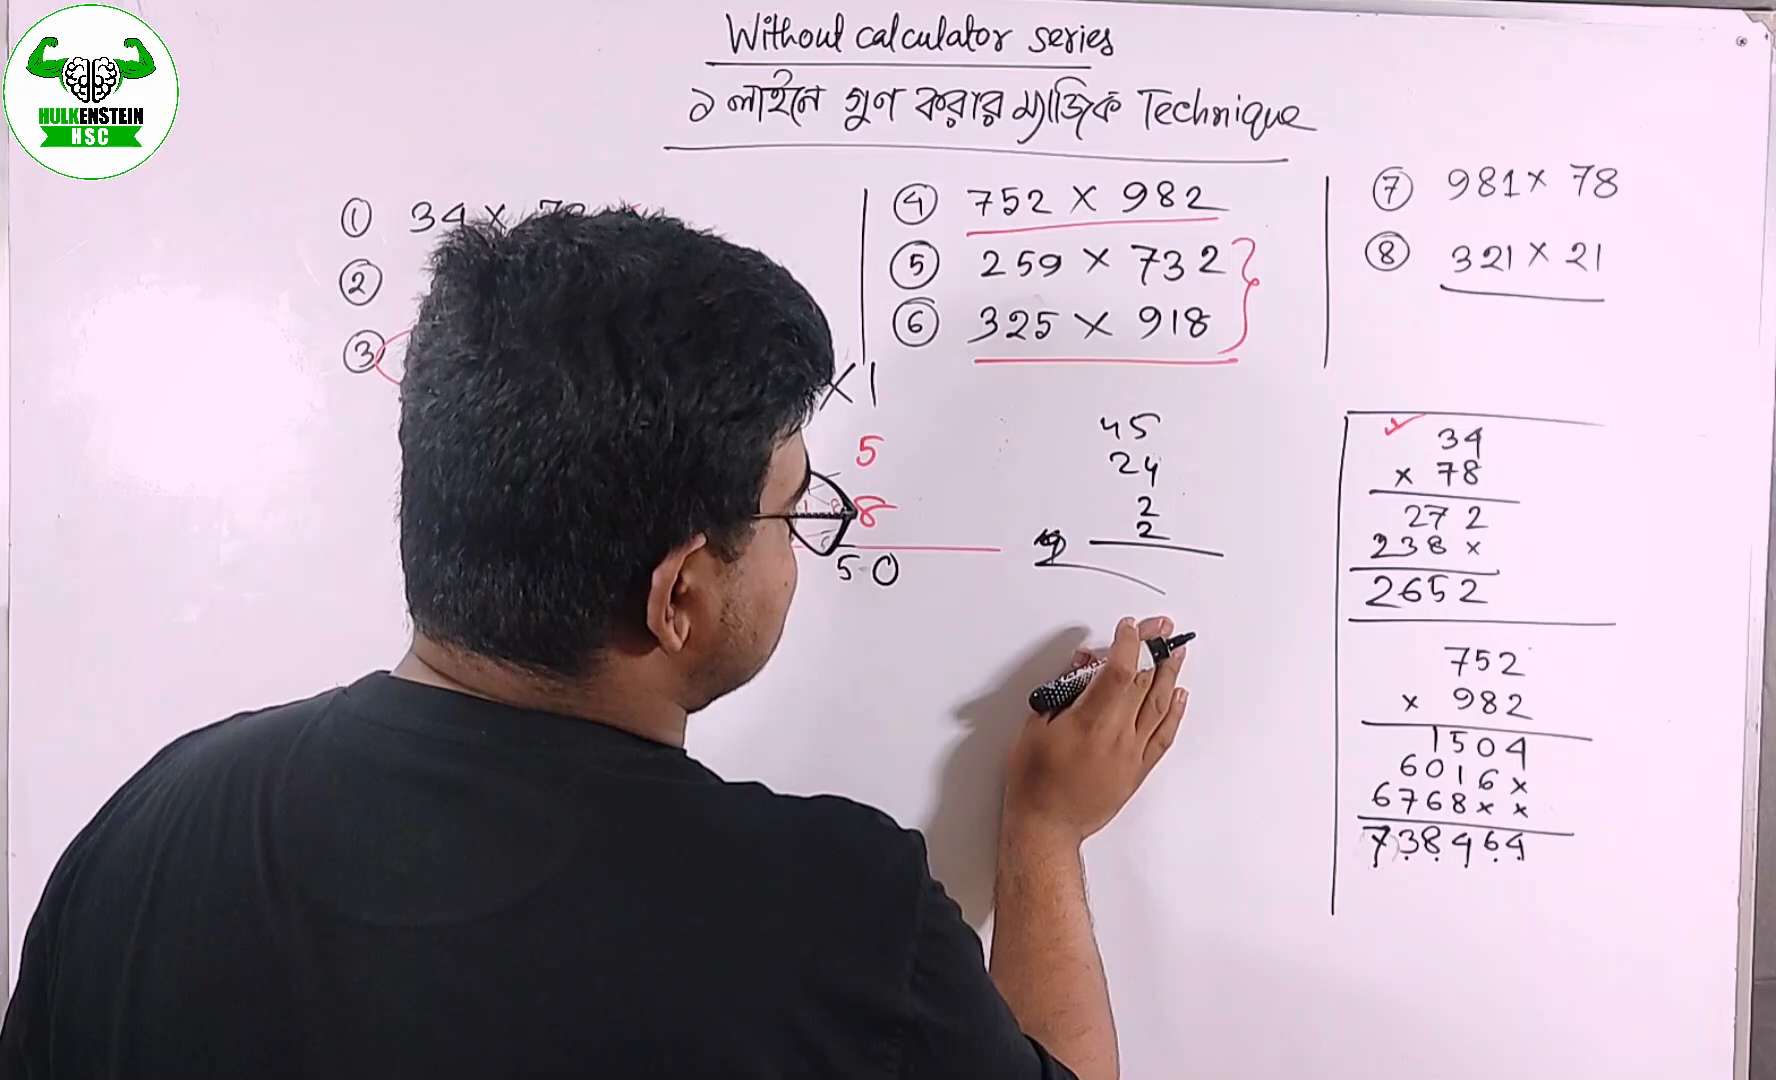 HULKENSTEIN
HSC
Without calculator series
১ লাইনে গুণ করার ম্যাজিক Technique
① 34 ×
②
③
④ 752 × 982
⑤ 259 × 732
⑥ 325 × 918
⑦ 981 × 78
⑧ 321 × 21
× 1
5
8
50
45
24
2
2
34
× 78
272
238 ×
2652
752
× 982
1504
6016 ×
6768 × ×
738464